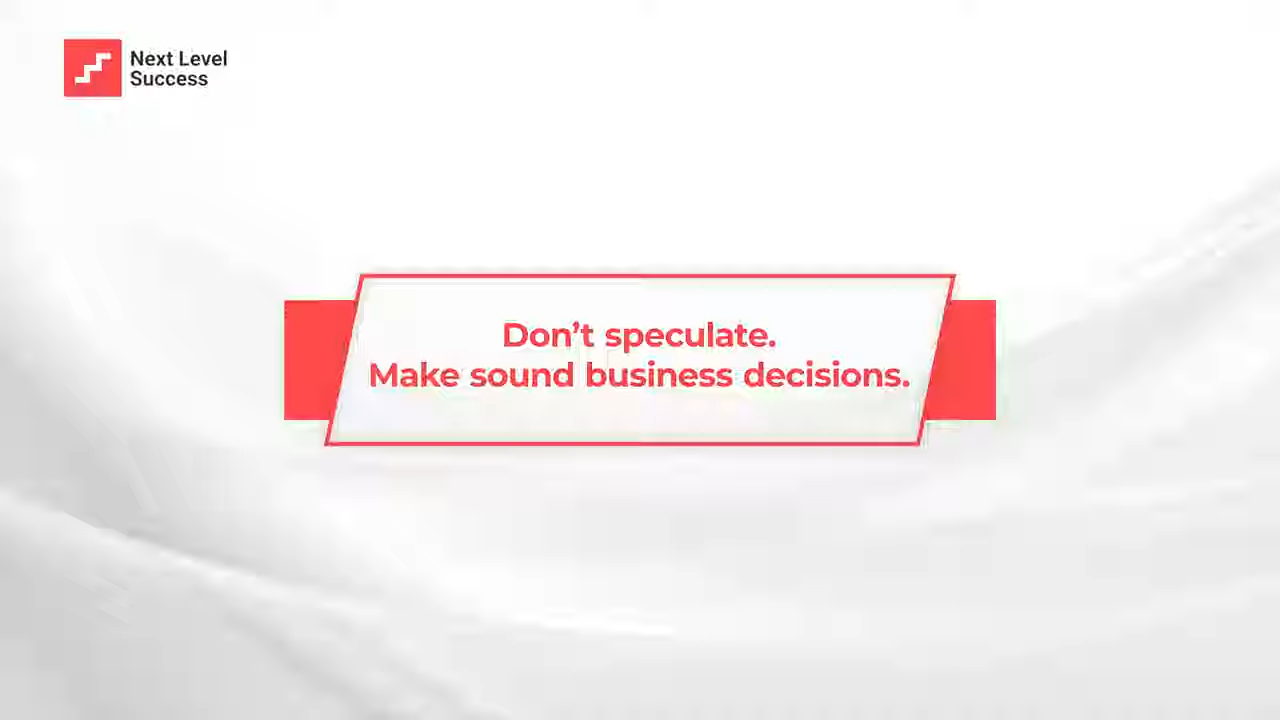 Next Level
Success
Don’t speculate.
Make sound business decisions.